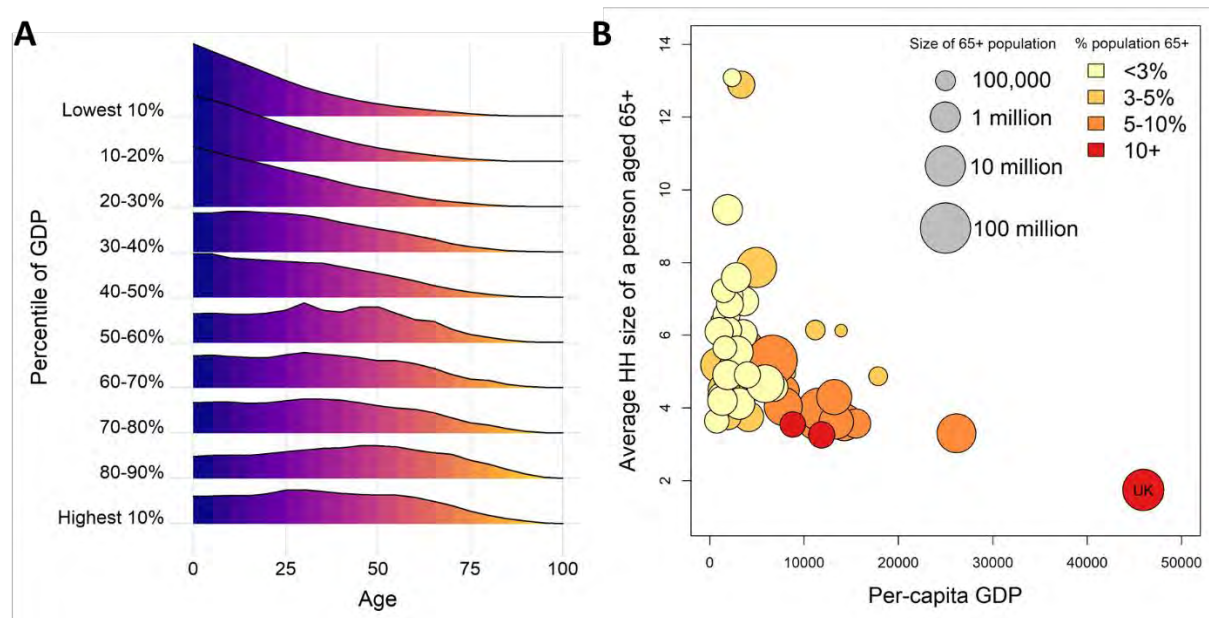 A
Percentile of GDP
Lowest 10%
10-20%
20-30%
30-40%
40-50%
50-60%
60-70%
70-80%
80-90%
Highest 10%
0 25 50 75 100
Age
B
Average HH size of a person aged 65+
14
12
10
8
6
4
2
Size of 65+ population
100,000
1 million
10 million
100 million
% population 65+
<3%
3-5%
5-10%
10+
UK
0 10000 20000 30000 40000 50000
Per-capita GDP